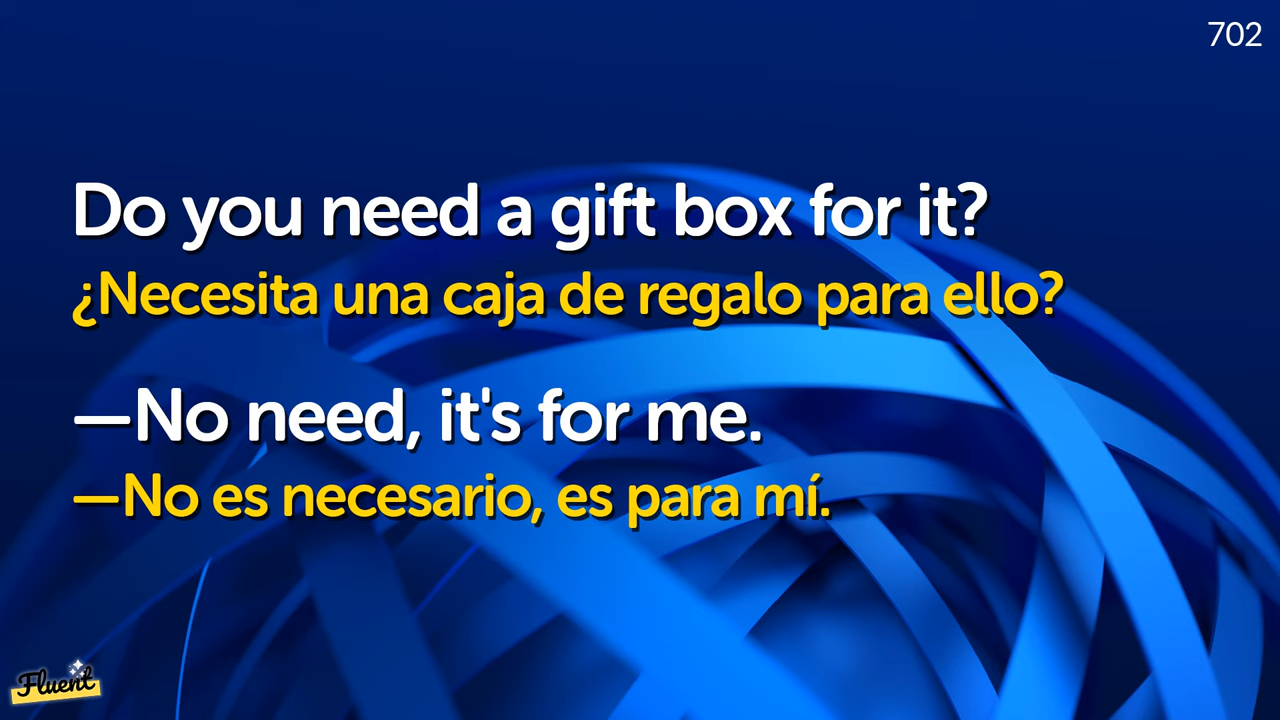 702
Do you need a gift box for it?
¿Necesita una caja de regalo para ello?
—No need, it's for me.
—No es necesario, es para mí.
Fluent